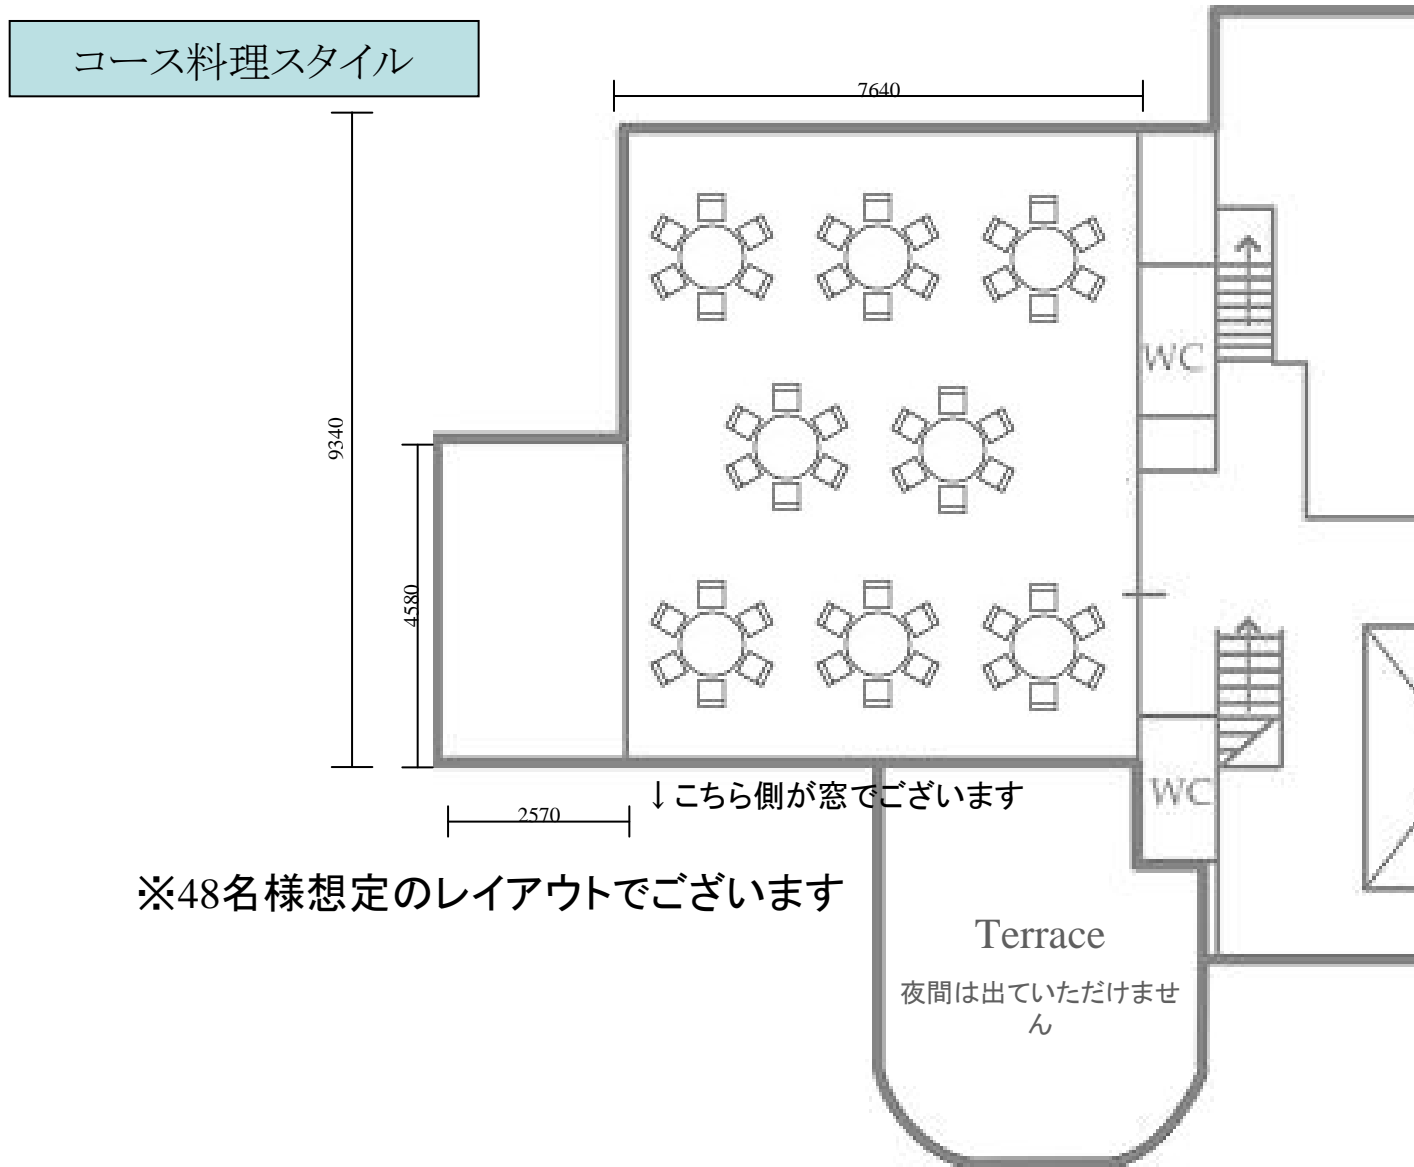 コース料理スタイル
7640
9340
WC
4580
↓こちら側が窓でございます
WC
2570
※48名様想定のレイアウトでございます
Terrace
夜間は出ていただけませ
ん